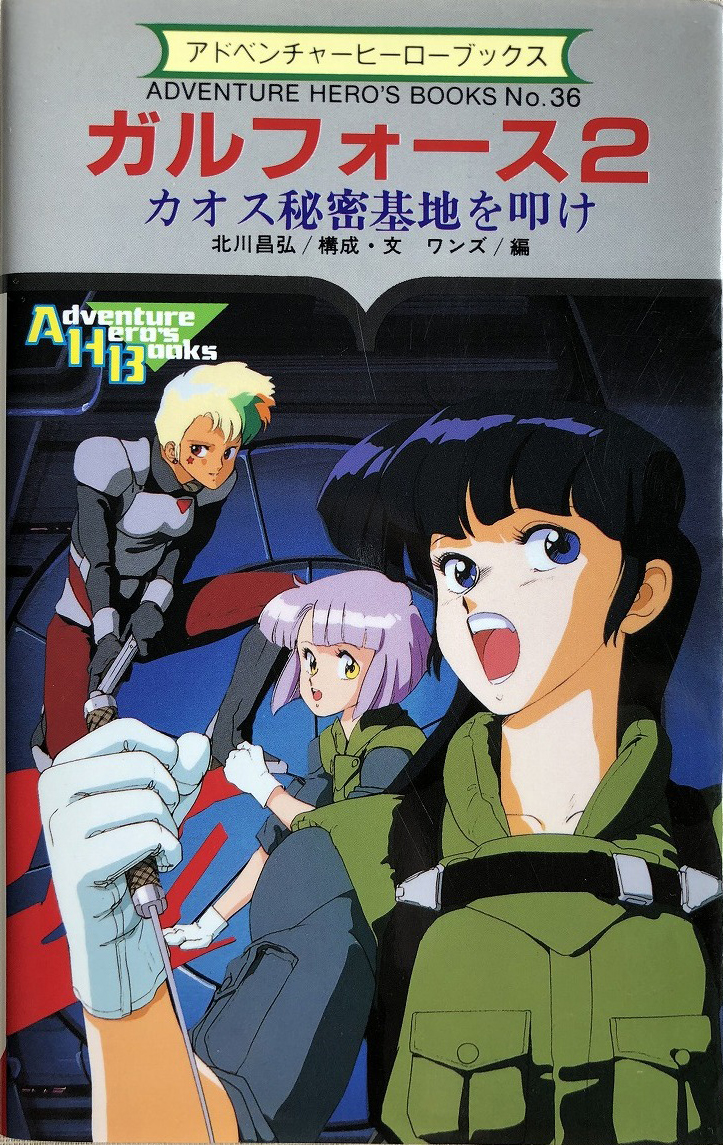 アドベンチャーヒーローブックス
ADVENTURE HERO'S BOOKS No.36
ガルフォース2
カオス秘密基地を叩け
北川昌弘/構成・文 ワンズ/編
Adventure
Hero's
Books